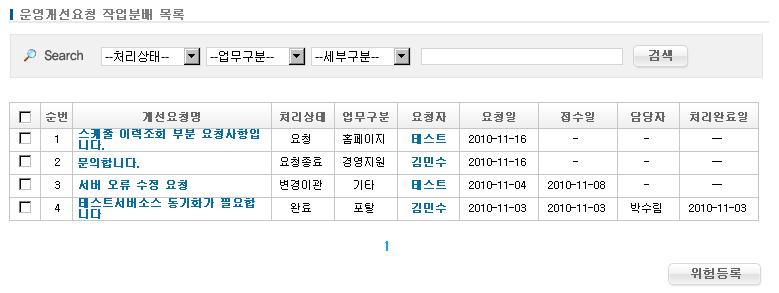 운영개선요청 작업분배 목록
Search --처리상태-- --업무구분-- --세부구분-- 검색
순번 개선요청명 처리상태 업무구분 요청자 요청일 접수일 담당자 처리완료일
1 스케줄 이력조회 부분 요청사항입 요청 홈페이지 테스트 2010-11-16 - - -
니다.
2 문의합니다. 요청종료 경영지원 김민수 2010-11-16 - - -
3 서버 오류 수정 요청 변경이관 기타 테스트 2010-11-04 2010-11-08 - -
4 테스트서버소스 동기화가 필요합 완료 포탈 김민수 2010-11-03 2010-11-03 박수림 2010-11-03
니다
1
위험등록